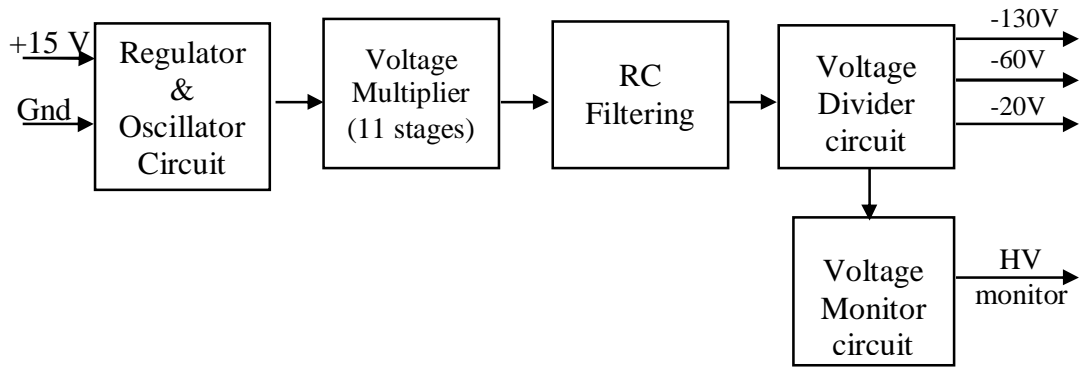 +15 V
Gnd
Regulator
&
Oscillator
Circuit
Voltage
Multiplier
(11 stages)
RC
Filtering
Voltage
Divider
circuit
-130V
-60V
-20V
Voltage
Monitor
circuit
HV
monitor